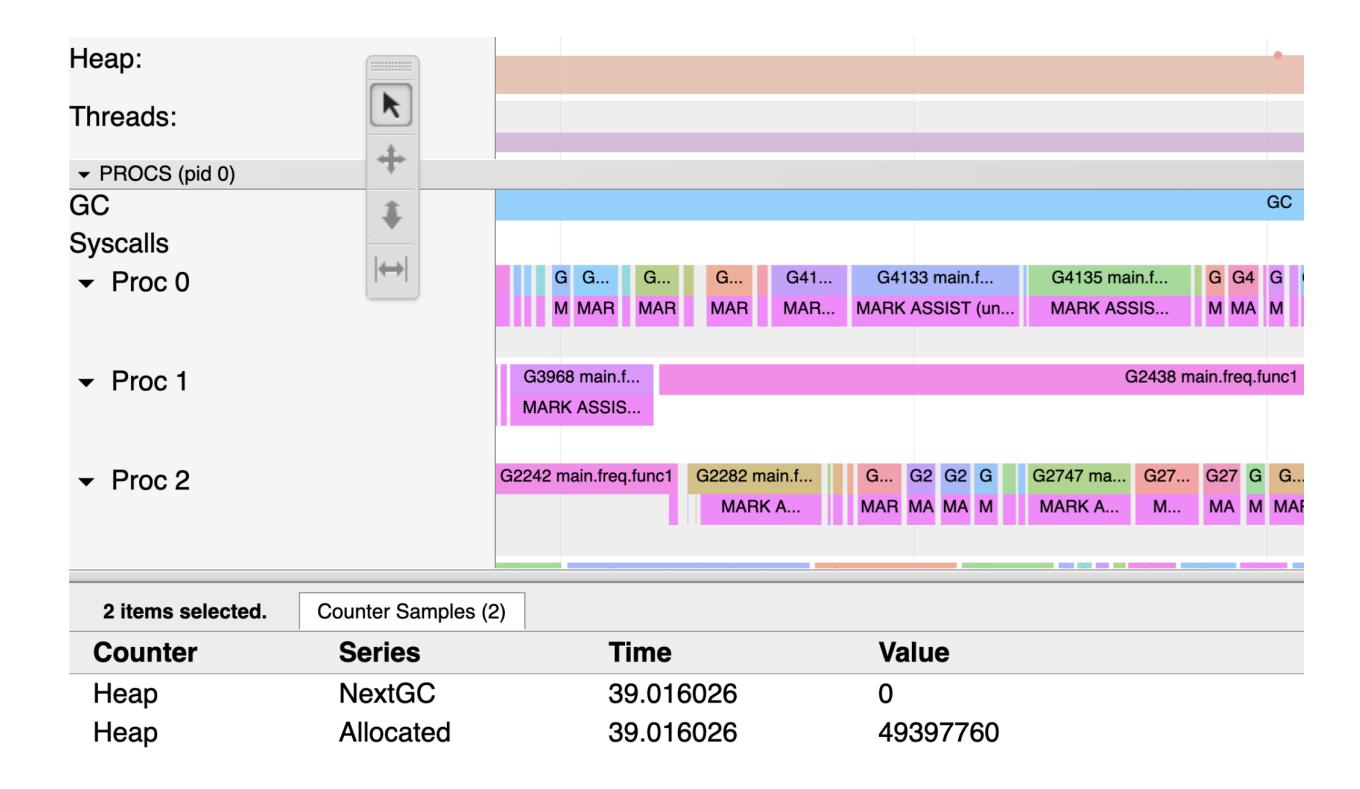 Heap:
Threads:
PROCS (pid 0)
GC
GC
Syscalls
Proc 0
G G... G... G... G41... G4133 main.f... G4135 main.f... G G4 G
M MAR MAR MAR MAR... MARK ASSIST (un... MARK ASSIS... M MA M
Proc 1
G3968 main.f... G2438 main.freq.func1
MARK ASSIS...
Proc 2
G2242 main.freq.func1 G2282 main.f... G... G2 G2 G G2747 ma... G27... G27 G G...
MARK A... MAR MA MA M MARK A... M... MA M MAR
2 items selected. Counter Samples (2)
Counter Series Time Value
Heap NextGC 39.016026 0
Heap Allocated 39.016026 49397760